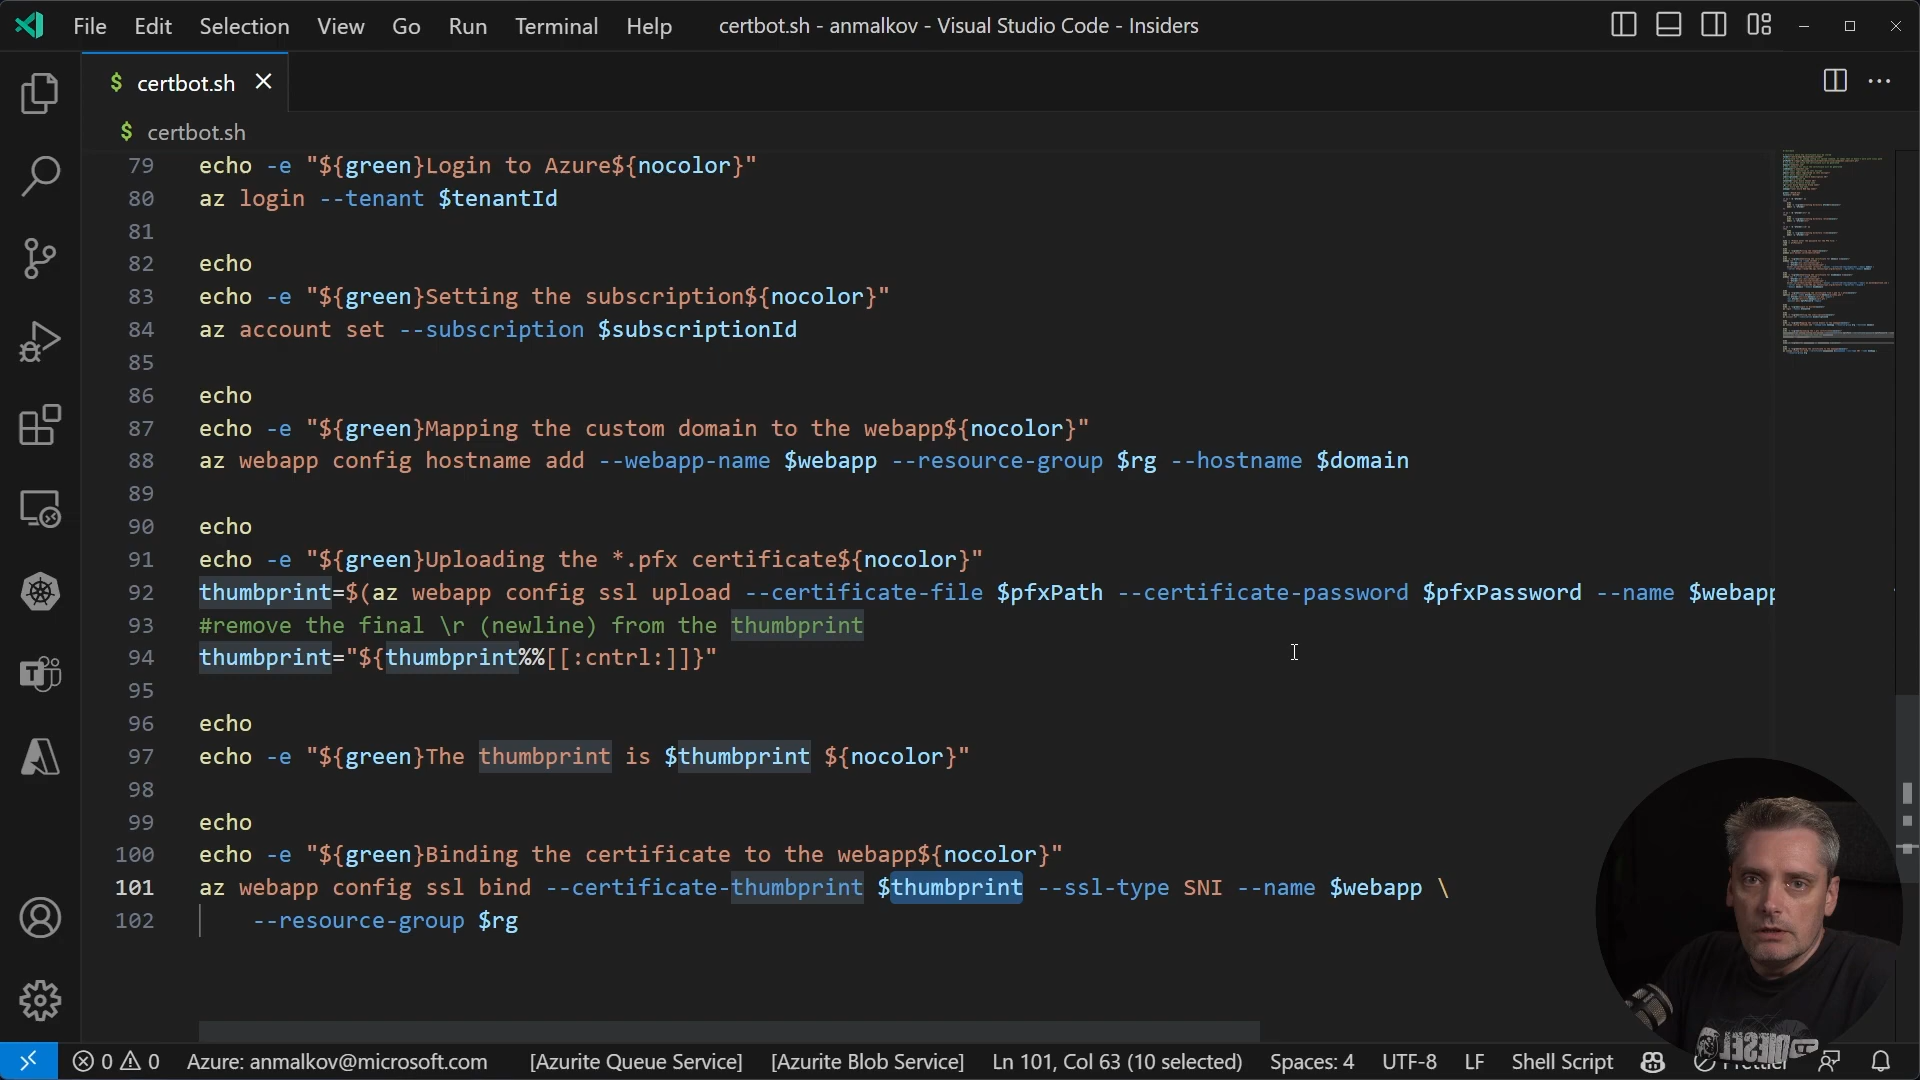 File Edit Selection View Go Run Terminal Help certbot.sh - anmalkov - Visual Studio Code - Insiders
$ certbot.sh
$ certbot.sh
79 echo -e "${green}Login to Azure${nocolor}"
80 az login --tenant $tenantId
81
82 echo
83 echo -e "${green}Setting the subscription${nocolor}"
84 az account set --subscription $subscriptionId
85
86 echo
87 echo -e "${green}Mapping the custom domain to the webapp${nocolor}"
88 az webapp config hostname add --webapp-name $webapp --resource-group $rg --hostname $domain
89
90 echo
91 echo -e "${green}Uploading the *.pfx certificate${nocolor}"
92 thumbprint=$(az webapp config ssl upload --certificate-file $pfxPath --certificate-password $pfxPassword --name $webapp
93 #remove the final \r (newline) from the thumbprint
94 thumbprint="${thumbprint%%[[:cntrl:]]}"
95
96 echo
97 echo -e "${green}The thumbprint is $thumbprint ${nocolor}"
98
99 echo
100 echo -e "${green}Binding the certificate to the webapp${nocolor}"
101 az webapp config ssl bind --certificate-thumbprint $thumbprint --ssl-type SNI --name $webapp \
102 --resource-group $rg
0 0 Azure: anmalkov@microsoft.com [Azurite Queue Service] [Azurite Blob Service] Ln 101, Col 63 (10 selected) Spaces: 4 UTF-8 LF Shell Script Prettier